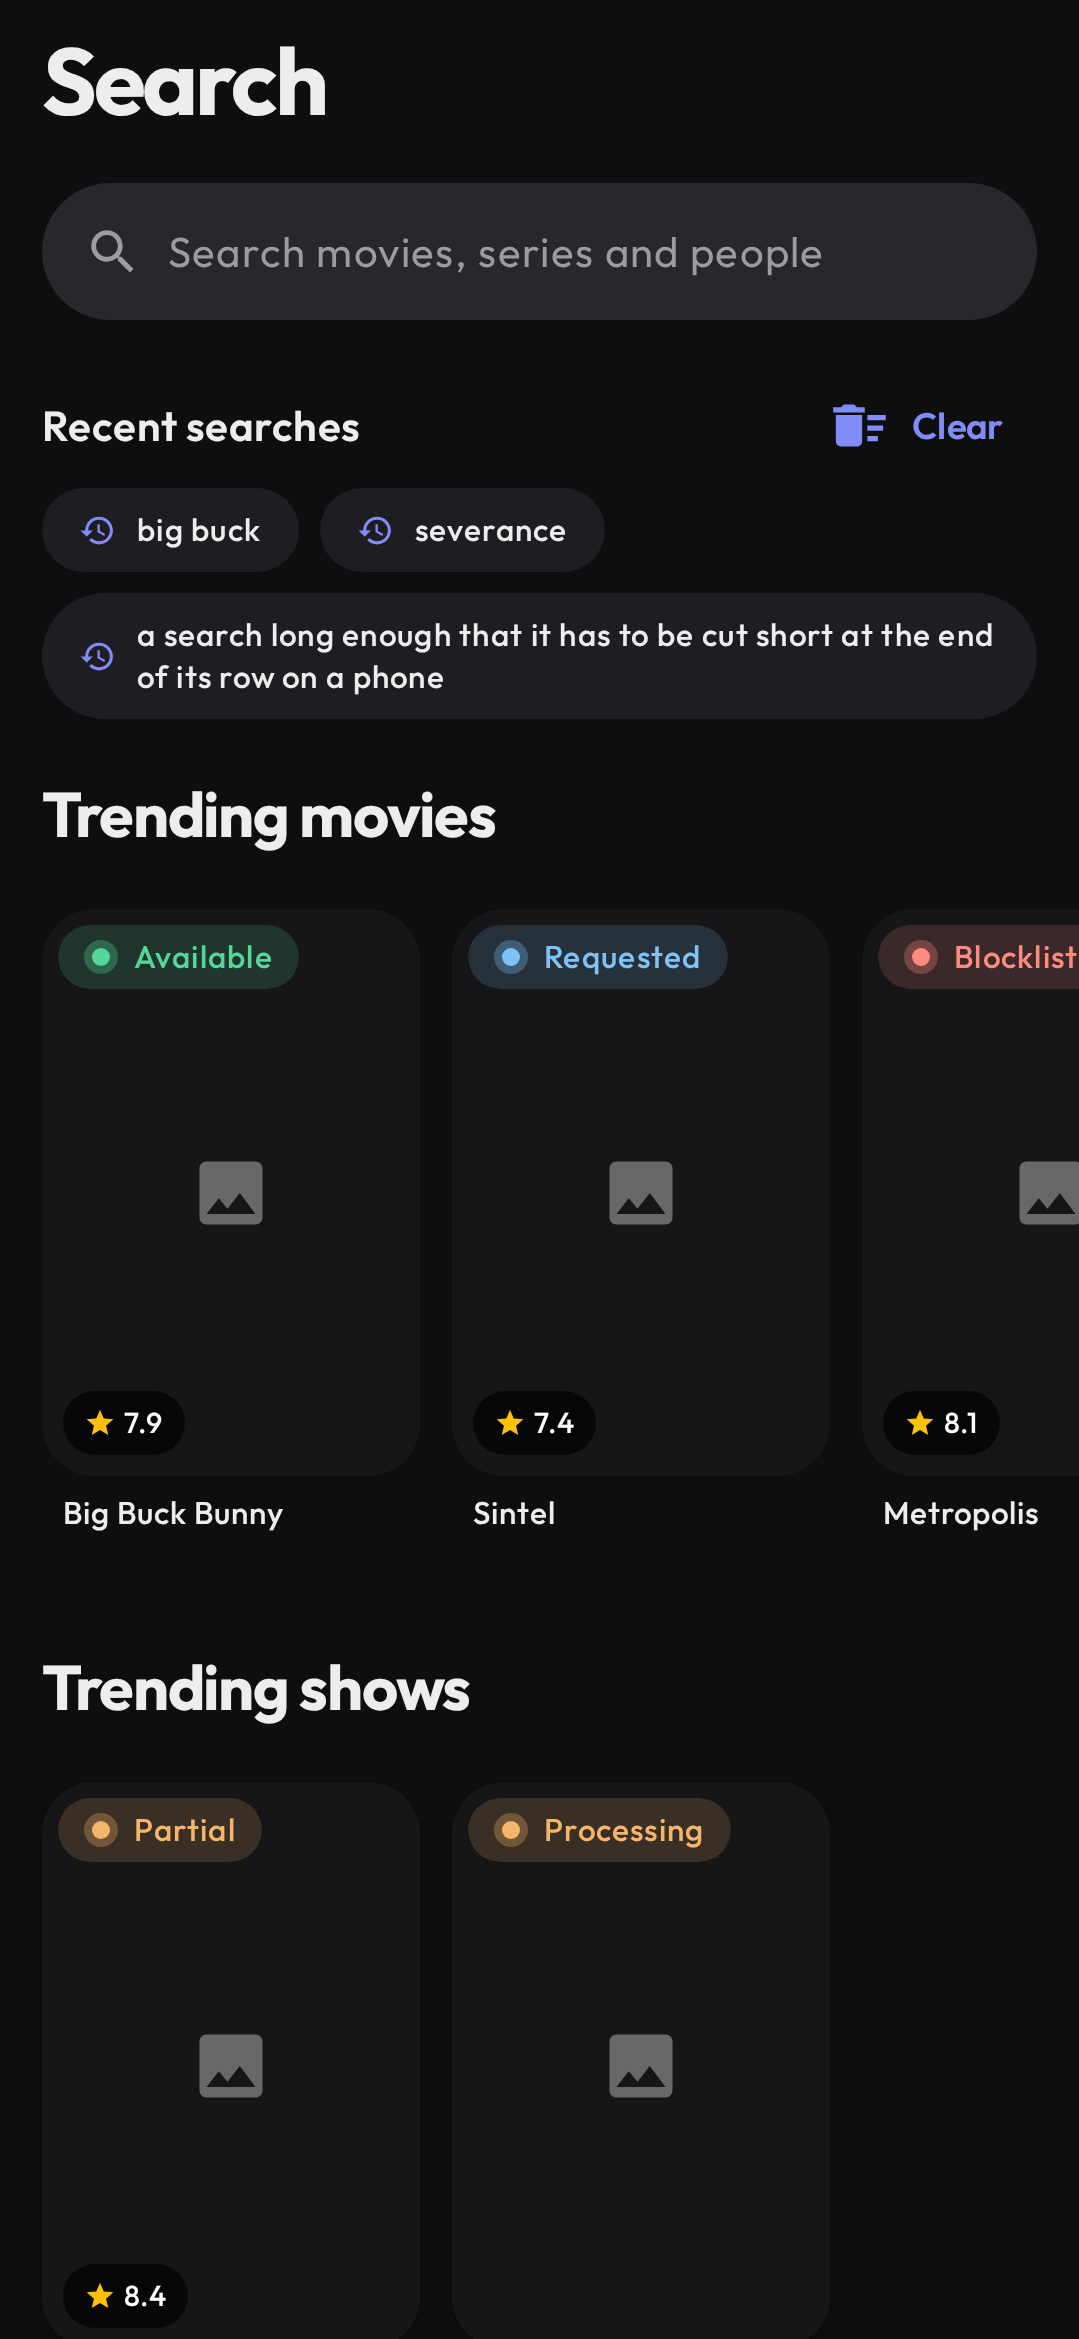 Search
Search movies, series and people
Recent searches
Clear
big buck
severance
a search long enough that it has to be cut short at the end
of its row on a phone
Trending movies
Available
Requested
Blocklist
7.9
7.4
8.1
Big Buck Bunny
Sintel
Metropolis
Trending shows
Partial
Processing
8.4